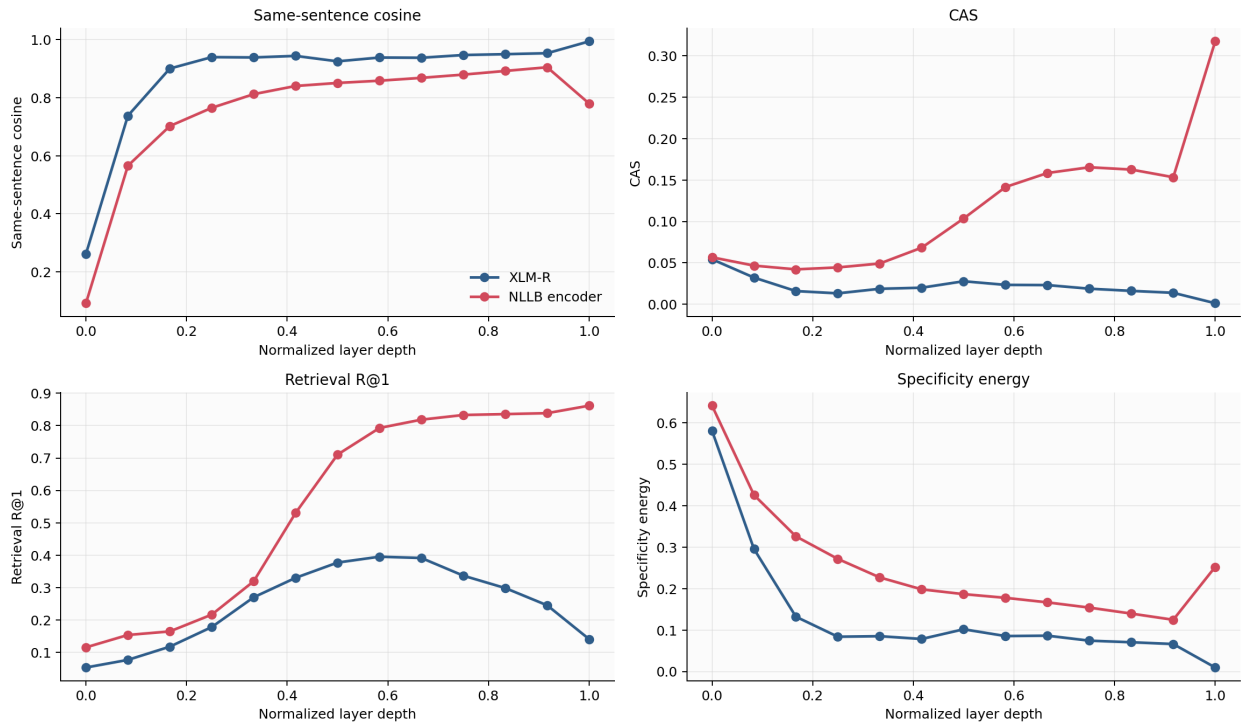 Same-sentence cosine
Same-sentence cosine
1.0
0.8
0.6
0.4
0.2
0.0 0.2 0.4 0.6 0.8 1.0
Normalized layer depth
XLM-R
NLLB encoder
CAS
CAS
0.30
0.25
0.20
0.15
0.10
0.05
0.00
0.0 0.2 0.4 0.6 0.8 1.0
Normalized layer depth
Retrieval R@1
Retrieval R@1
0.9
0.8
0.7
0.6
0.5
0.4
0.3
0.2
0.1
0.0 0.2 0.4 0.6 0.8 1.0
Normalized layer depth
Specificity energy
Specificity energy
0.6
0.5
0.4
0.3
0.2
0.1
0.0
0.0 0.2 0.4 0.6 0.8 1.0
Normalized layer depth